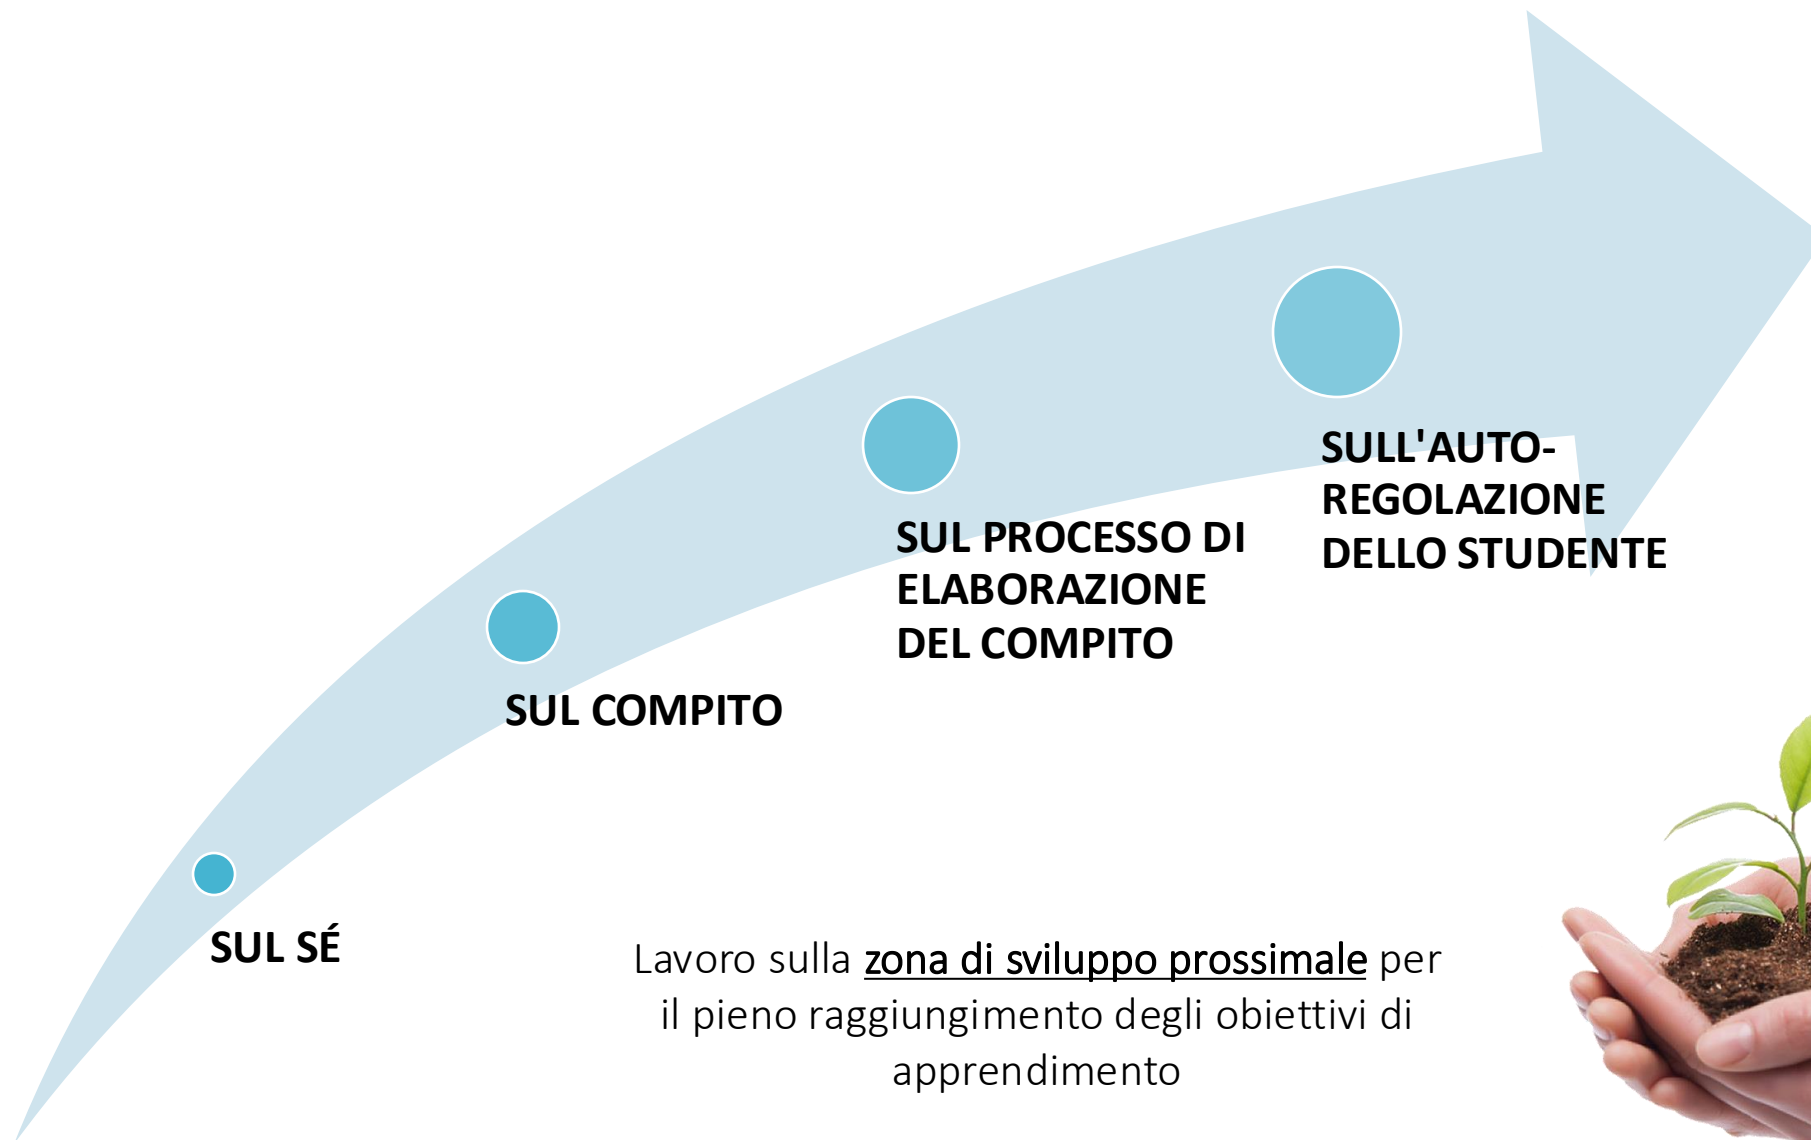 SUL SÉ
SUL COMPITO
SUL PROCESSO DI
ELABORAZIONE
DEL COMPITO
SULL'AUTO-
REGOLAZIONE
DELLO STUDENTE
Lavoro sulla zona di sviluppo prossimale per
il pieno raggiungimento degli obiettivi di
apprendimento